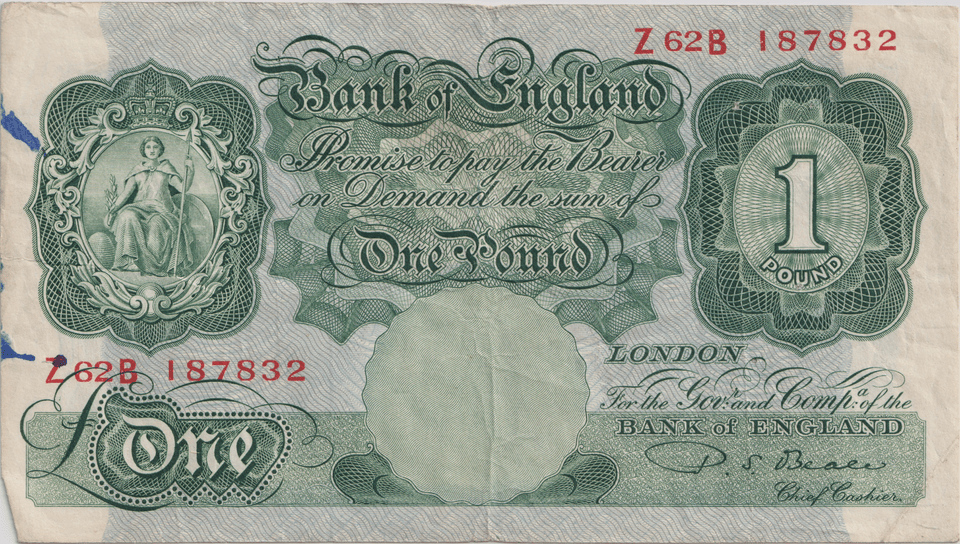 Z62B 187832
Bank of England
Promise to pay the Bearer
on Demand the sum of
One Pound
1
POUND
Z62B 187832
£One
LONDON
For the Govr. and Compa. of the
BANK of ENGLAND
P. S. Beale
Chief Cashier.